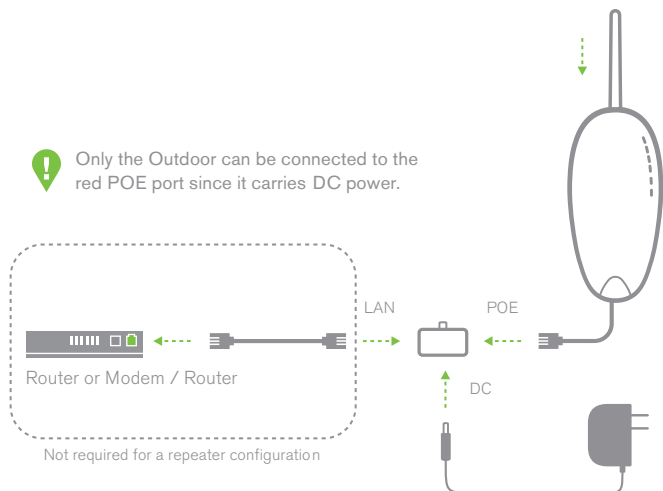 Only the Outdoor can be connected to the
red POE port since it carries DC power.
LAN
POE
Router or Modem / Router
DC
Not required for a repeater configuration